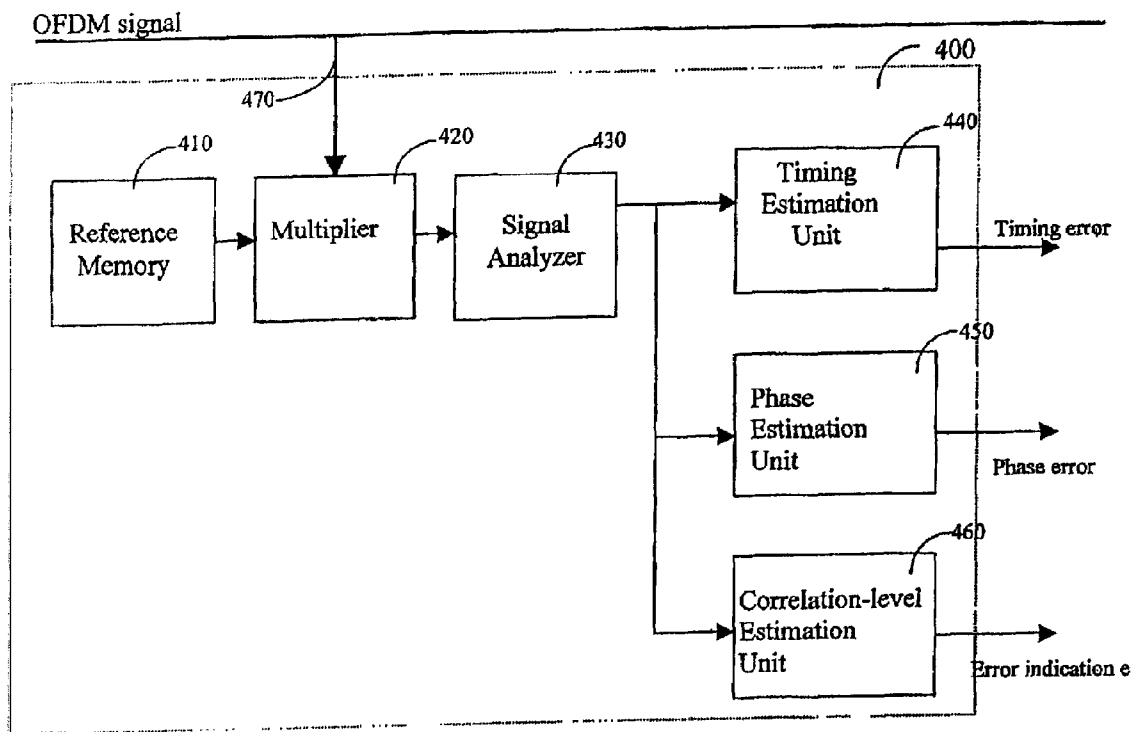 OFDM signal
400
470
410
420
430
440
Reference
Memory
Multiplier
Signal
Analyzer
Timing
Estimation
Unit
Timing error
450
Phase
Estimation
Unit
Phase error
460
Correlation-level
Estimation
Unit
Error indication e